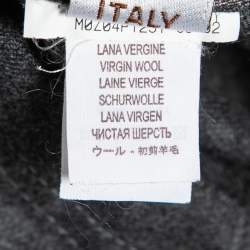 ITALY
LANA VERGINE
VIRGIN WOOL
LAINE VIERGE
SCHURWOLLE
LANA VIRGEN
ЧИСТАЯ ШЕРСТЬ
ウール - 初剪羊毛